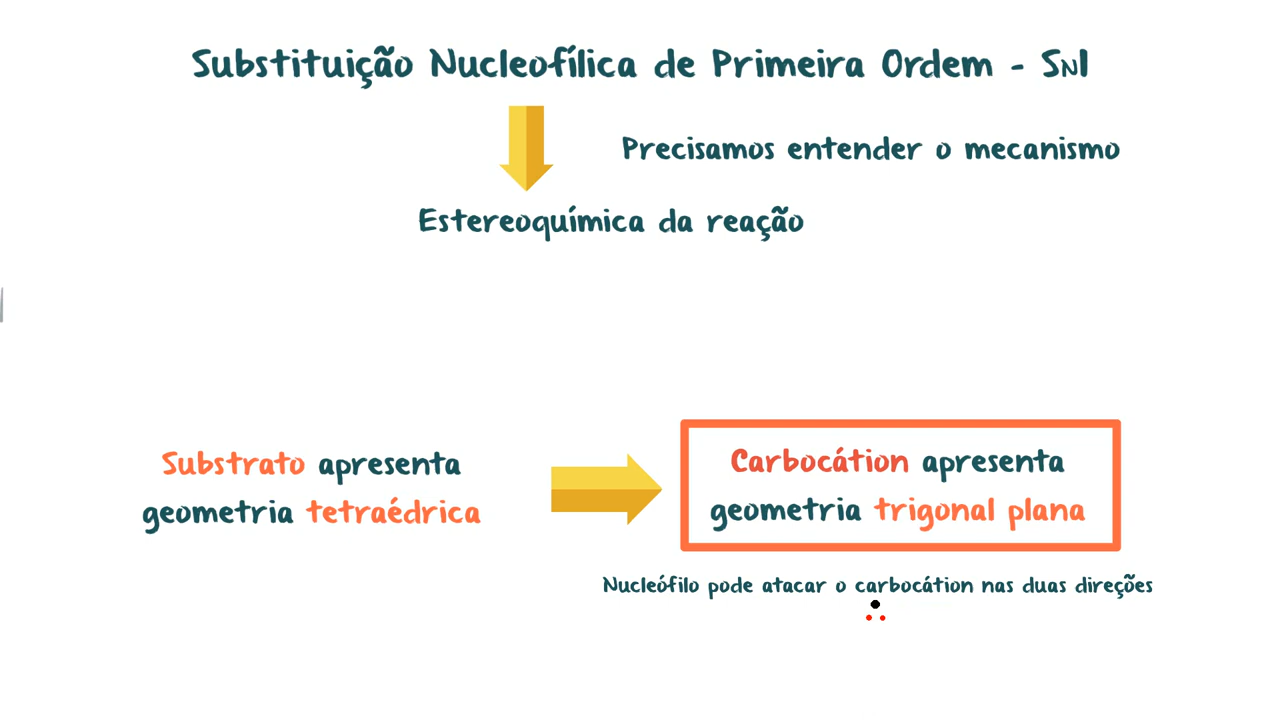 Substituição Nucleofílica de Primeira Ordem - SN1
Precisamos entender o mecanismo
Estereoquímica da reação
Substrato apresenta
geometria tetraédrica
Carbocátion apresenta
geometria trigonal plana
Nucleófilo pode atacar o carbocátion nas duas direções